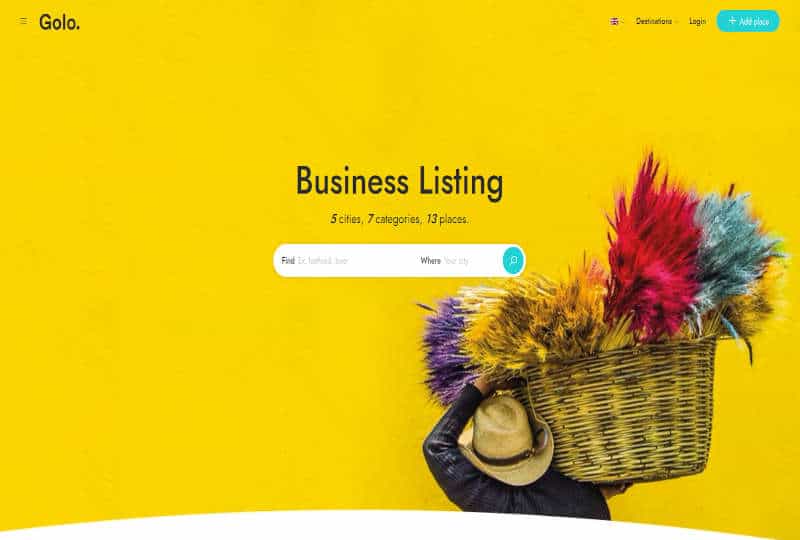 Golo.
Destinations
Login
+ Add place
Business Listing
5 cities, 7 categories, 13 places.
Find Ex: fastfood, beer
Where Your city